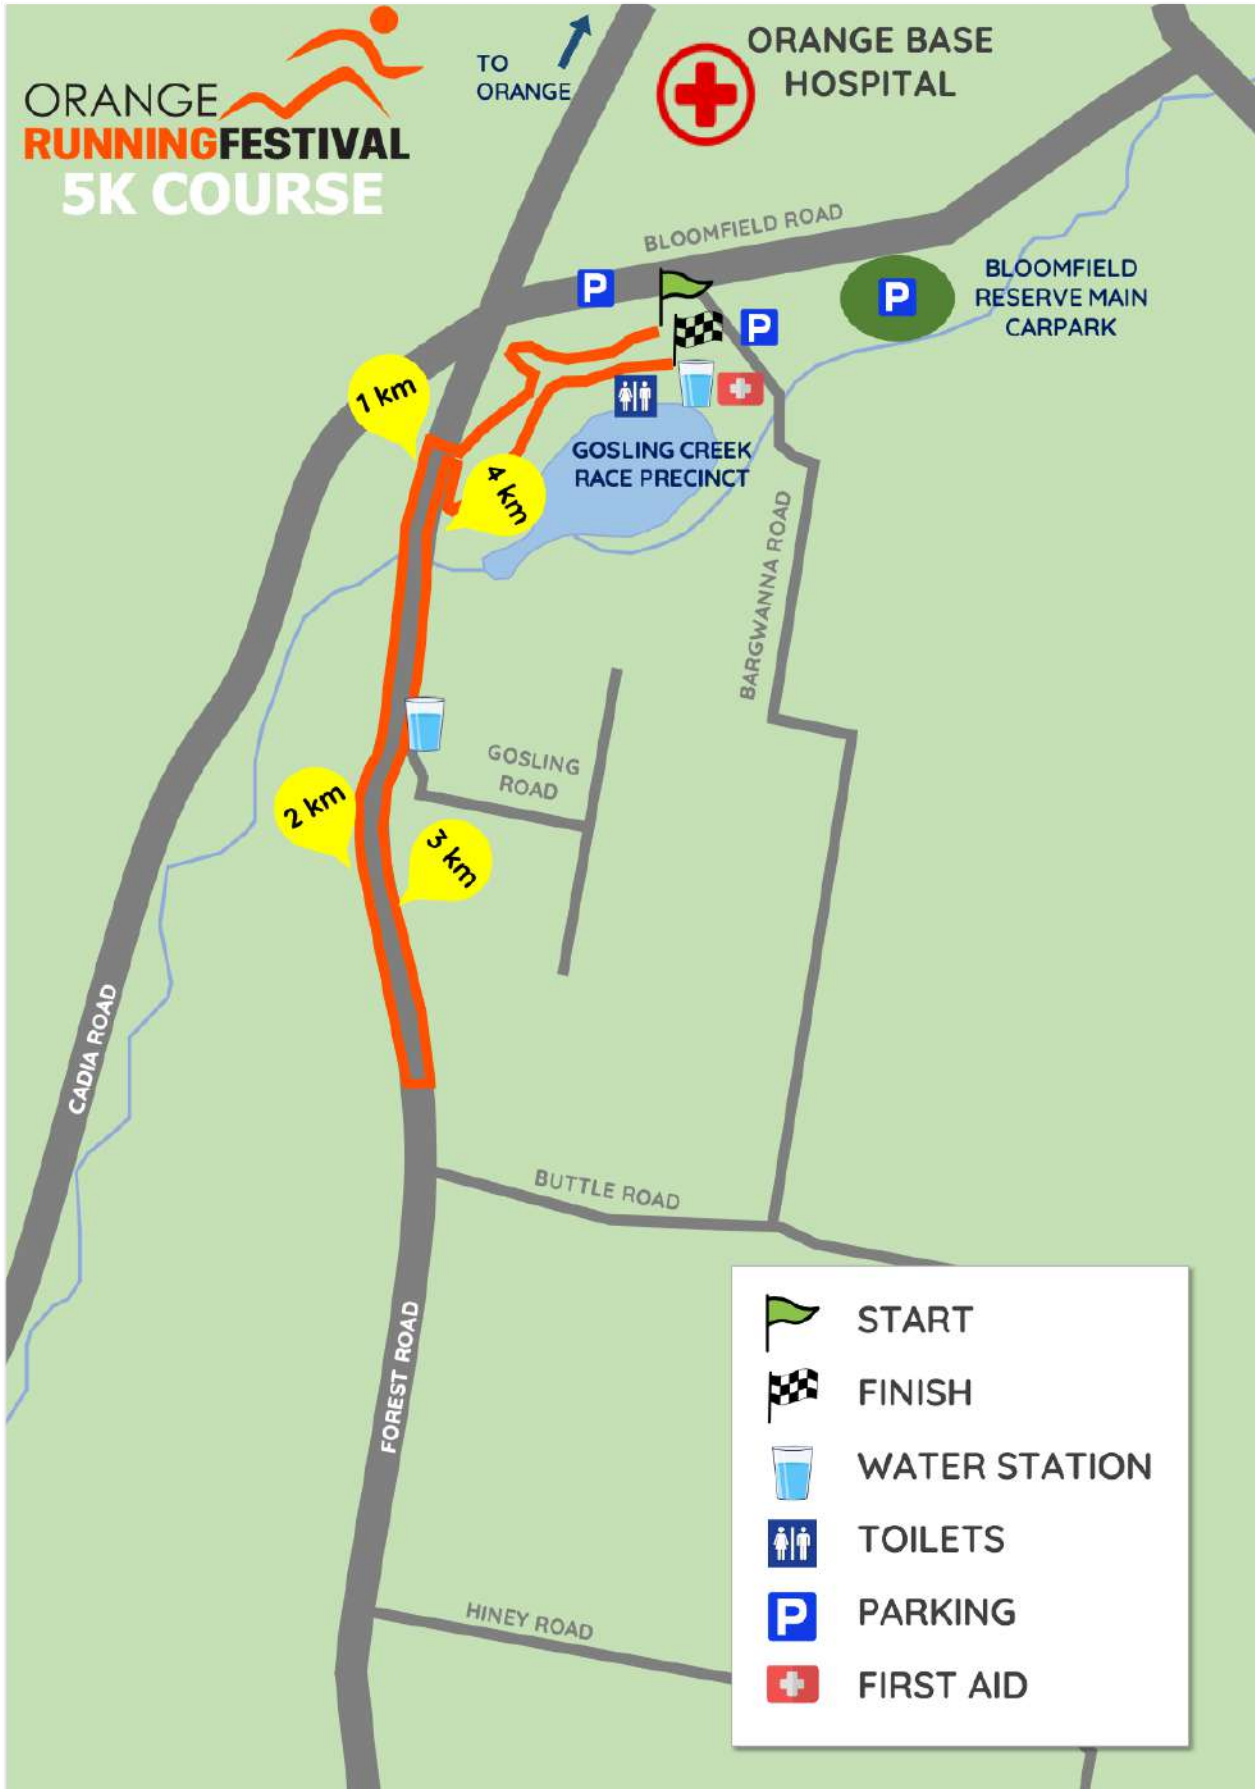 ORANGE
RUNNINGFESTIVAL
5K COURSE
TO
ORANGE
ORANGE BASE
HOSPITAL
BLOOMFIELD ROAD
P
P
P
BLOOMFIELD
RESERVE MAIN
CARPARK
1 km
4 km
GOSLING CREEK
RACE PRECINCT
BARGWANNA ROAD
GOSLING
ROAD
2 km
3 km
CADIA ROAD
BUTTLE ROAD
FOREST ROAD
HINEY ROAD
START
FINISH
WATER STATION
TOILETS
P PARKING
FIRST AID